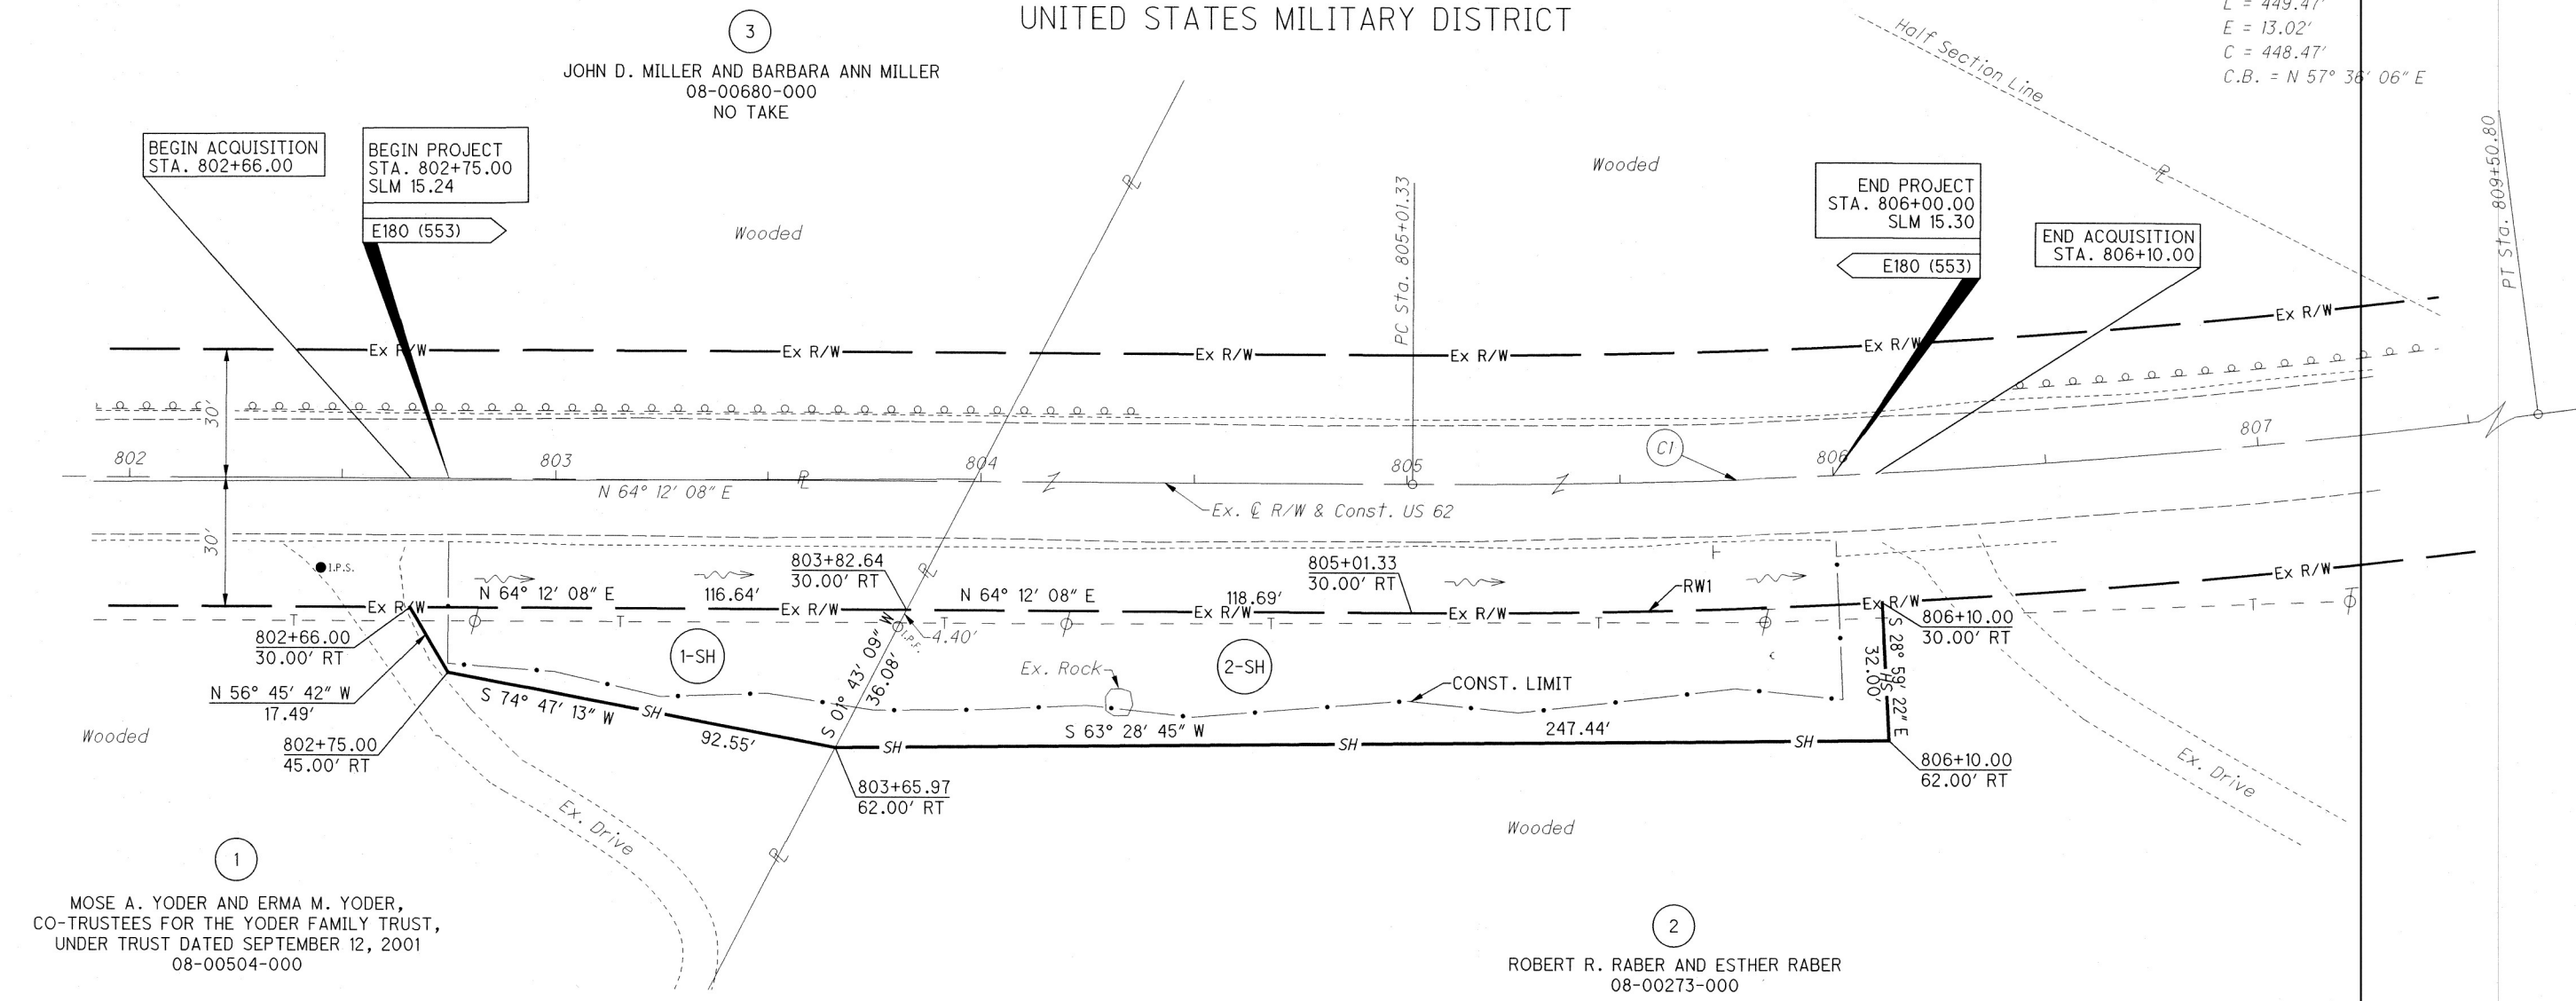 UNITED STATES MILITARY DISTRICT
L = 449.47'
E = 13.02'
C = 448.47'
C.B. = N 57° 36' 06" E
3
JOHN D. MILLER AND BARBARA ANN MILLER
08-00680-000
NO TAKE
Half Section Line
BEGIN ACQUISITION
STA. 802+66.00
BEGIN PROJECT
STA. 802+75.00
SLM 15.24
E180 (553)
Wooded
PL
PC Sta. 805+01.33
Wooded
END PROJECT
STA. 806+00.00
SLM 15.30
E180 (553)
END ACQUISITION
STA. 806+10.00
PL
PT Sta. 809+50.80
Ex R/W
Ex R/W
Ex R/W
Ex R/W
Ex R/W
Ex R/W
30'
802
803
804
805
806
807
C1
PL
N 64° 12' 08" E
Ex. CL R/W & Const. US 62
30'
I.P.S.
803+82.64
30.00' RT
PL
805+01.33
30.00' RT
RW1
N 64° 12' 08" E
116.64'
N 64° 12' 08" E
118.69'
Ex R/W
Ex R/W
Ex R/W
Ex R/W
Ex R/W
Ex R/W
T
T
T
T
T
T
802+66.00
30.00' RT
1-SH
I.P.S.
4.40'
S 01° 43' 09" W
36.08'
Ex. Rock
2-SH
CONST. LIMIT
806+10.00
30.00' RT
S 28° 59' 22" E
32.00'
SH
N 56° 45' 42" W
17.49'
S 74° 47' 13" W
SH
92.55'
SH
S 63° 28' 45" W
SH
247.44'
SH
Wooded
802+75.00
45.00' RT
803+65.97
62.00' RT
806+10.00
62.00' RT
Ex. Drive
Ex. Drive
PL
Wooded
1
MOSE A. YODER AND ERMA M. YODER,
CO-TRUSTEES FOR THE YODER FAMILY TRUST,
UNDER TRUST DATED SEPTEMBER 12, 2001
08-00504-000
2
ROBERT R. RABER AND ESTHER RABER
08-00273-000